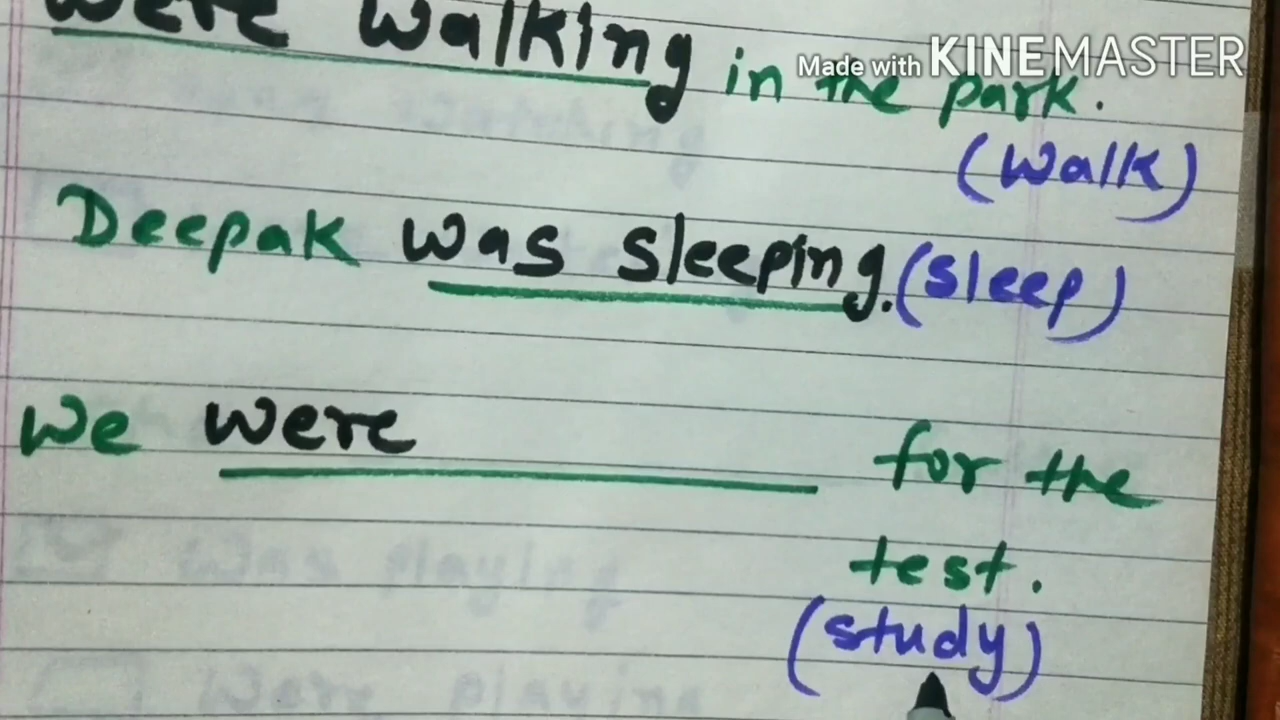 were walking in the park.
Made with KINEMASTER
(walk)
Deepak was sleeping. (sleep)
We were for the
test.
(study)